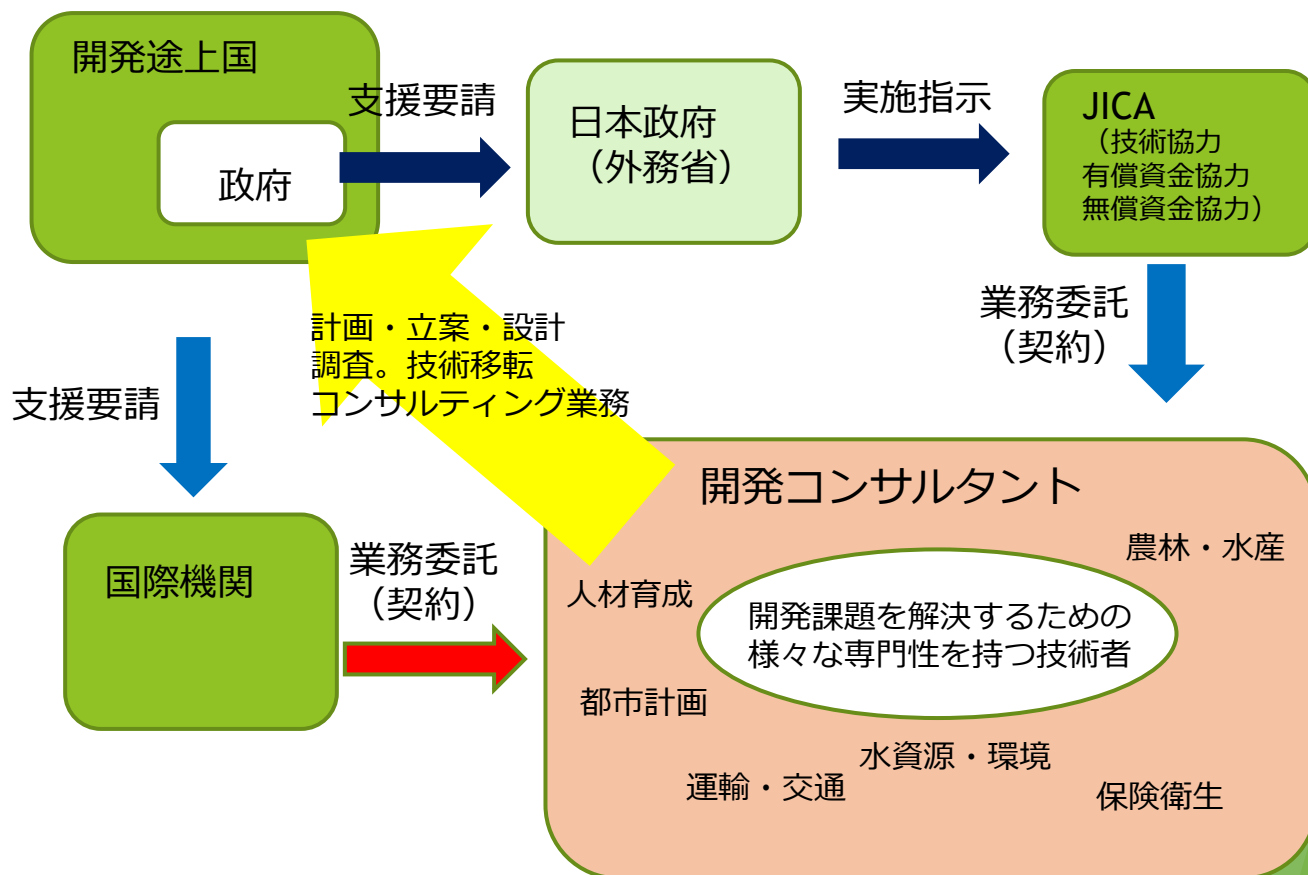 開発途上国
政府
支援要請
日本政府
（外務省）
実施指示
JICA
（技術協力
有償資金協力
無償資金協力）
業務委託
（契約）
計画・立案・設計
調査。技術移転
コンサルティング業務
支援要請
国際機関
業務委託
（契約）
開発コンサルタント
農林・水産
人材育成
開発課題を解決するための
様々な専門性を持つ技術者
都市計画
水資源・環境
運輸・交通
保険衛生